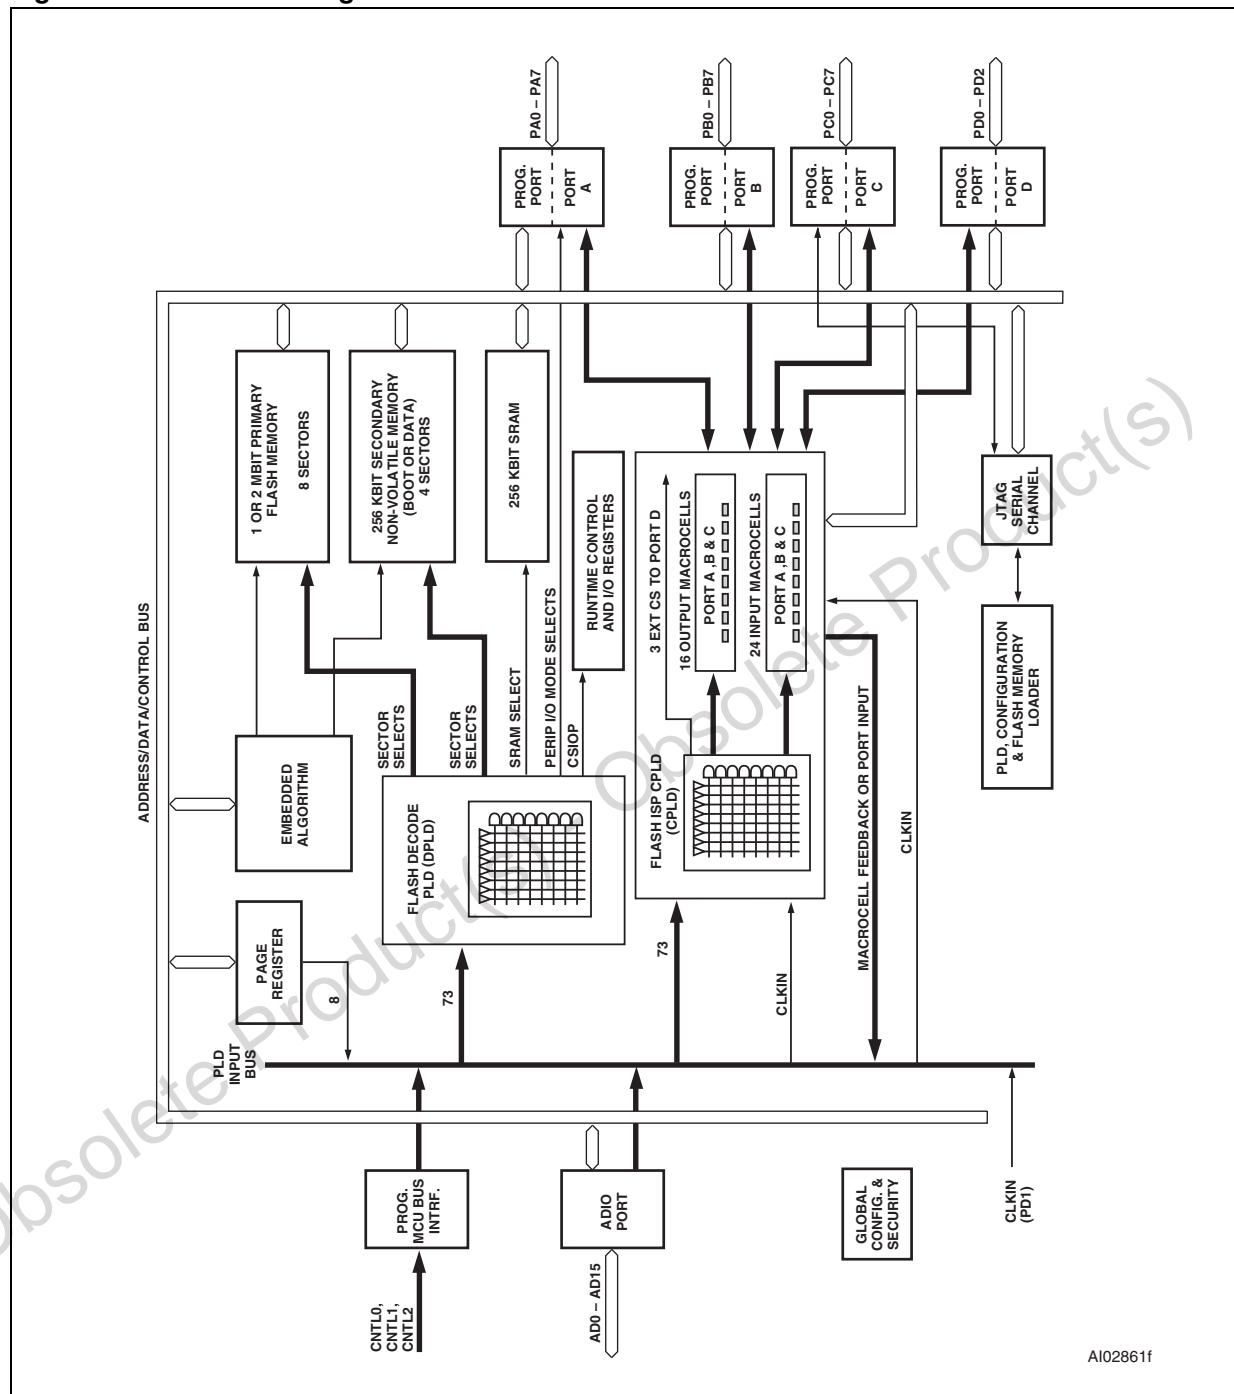 ADDRESS/DATA/CONTROL BUS
PLD
INPUT
BUS
CNTL0,
CNTL1,
CNTL2
PROG.
MCU BUS
INTRF.
AD0 – AD15
ADIO
PORT
GLOBAL
CONFIG. &
SECURITY
CLKIN
(PD1)
PAGE
REGISTER
8
EMBEDDED
ALGORITHM
1 OR 2 MBIT PRIMARY
FLASH MEMORY
8 SECTORS
256 KBIT SECONDARY
NON-VOLATILE MEMORY
(BOOT OR DATA)
4 SECTORS
256 KBIT SRAM
RUNTIME CONTROL
AND I/O REGISTERS
SECTOR
SELECTS
SECTOR
SELECTS
SRAM SELECT
PERIP I/O MODE SELECTS
CSIOP
FLASH DECODE
PLD (DPLD)
73
73
FLASH ISP CPLD
(CPLD)
3 EXT CS TO PORT D
16 OUTPUT MACROCELLS
PORT A ,B & C
24 INPUT MACROCELLS
PORT A ,B & C
CLKIN
MACROCELL FEEDBACK OR PORT INPUT
CLKIN
PLD, CONFIGURATION
& FLASH MEMORY
LOADER
JTAG
SERIAL
CHANNEL
PROG.
PORT
PORT
A
PA0 – PA7
PROG.
PORT
PORT
B
PB0 – PB7
PROG.
PORT
PORT
C
PC0 – PC7
PROG.
PORT
PORT
D
PD0 – PD2
AI02861f
Obsolete Product(s) - Obsolete Product(s)